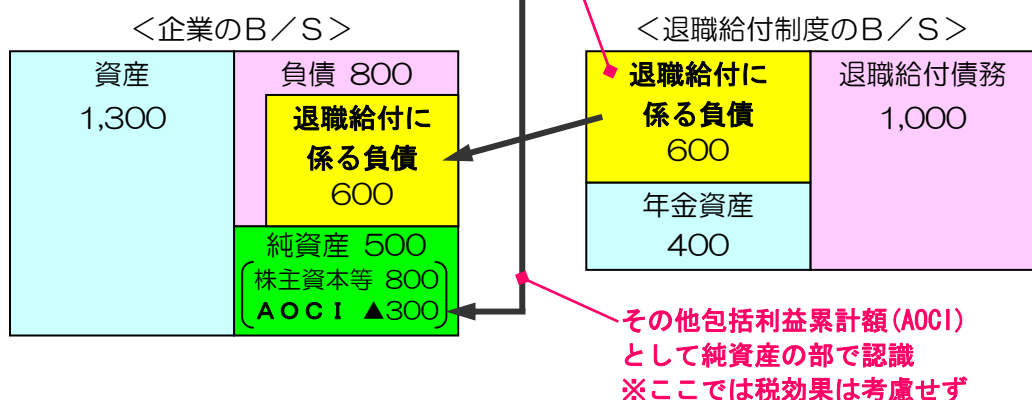 ＜企業のＢ／Ｓ＞
資産
1,300
負債 800
退職給付に
係る負債
600
純資産 500
株主資本等 800
ＡＯＣＩ ▲300
＜退職給付制度のＢ／Ｓ＞
退職給付に
係る負債
600
退職給付債務
1,000
年金資産
400
その他包括利益累計額(AOCI)
として純資産の部で認識
※ここでは税効果は考慮せず